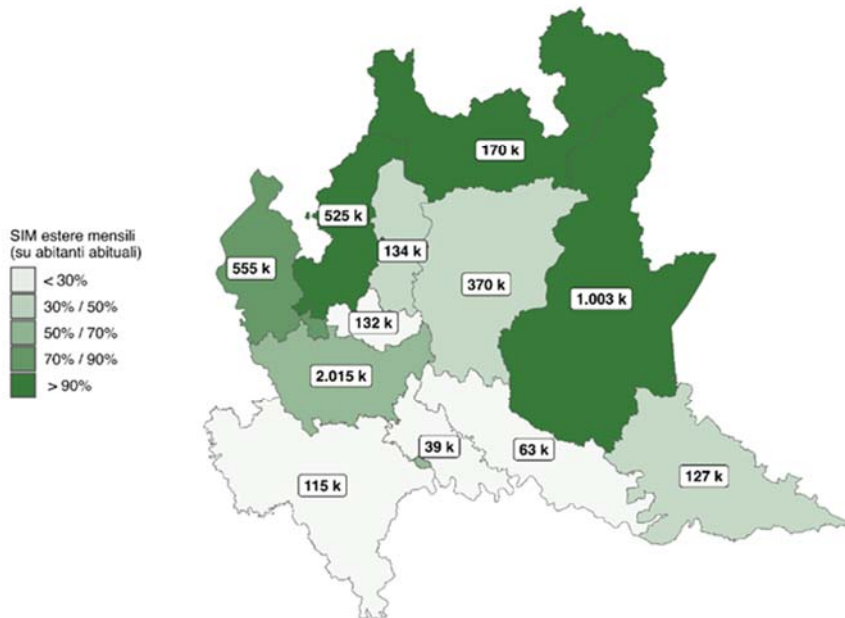 170 k
525 k
SIM estere mensili
(su abitanti abituali)
< 30%
30% / 50%
50% / 70%
70% / 90%
> 90%
134 k
555 k
370 k
1.003 k
132 k
2.015 k
39 k
63 k
127 k
115 k